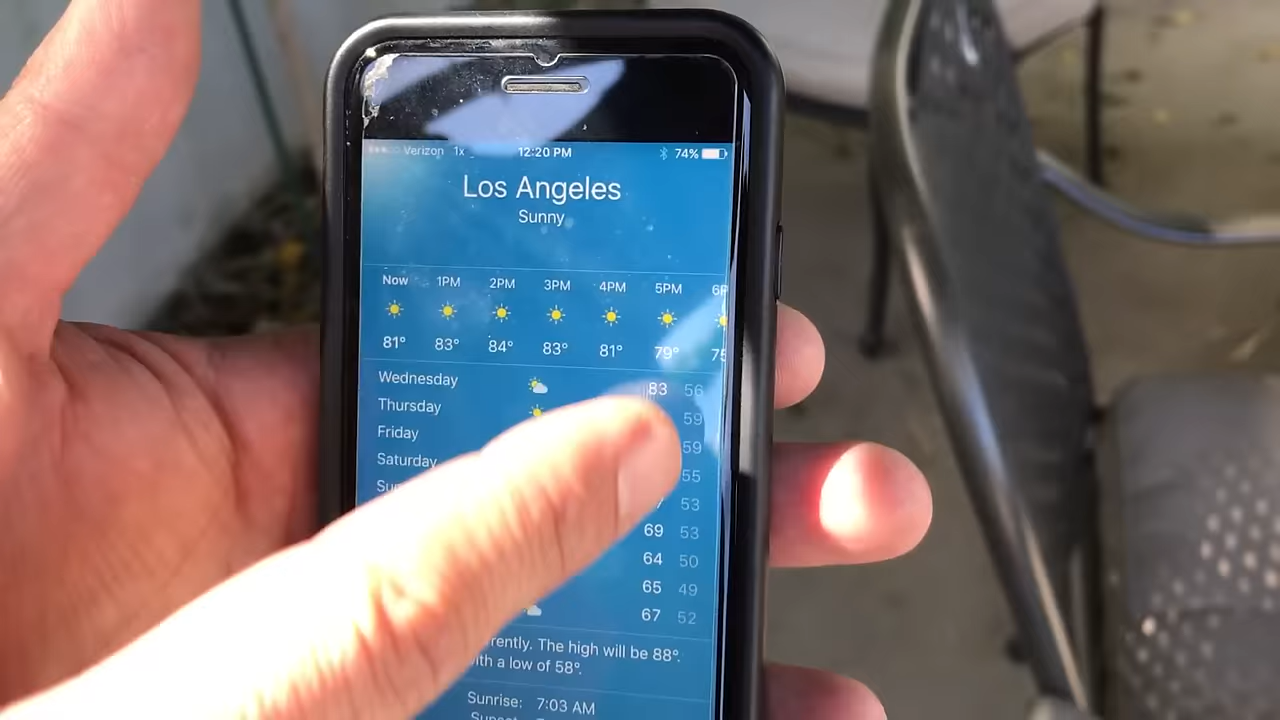 Verizon 1x 12:20 PM 74%
Los Angeles
Sunny
Now 1PM 2PM 3PM 4PM 5PM
81° 83° 84° 83° 81° 79° 75
Wednesday 83 56
Thursday 59
Friday 59
Saturday 55
53
69 53
64 50
65 49
67 52
The high will be 88°.
a low of 58°.
Sunrise: 7:03 AM